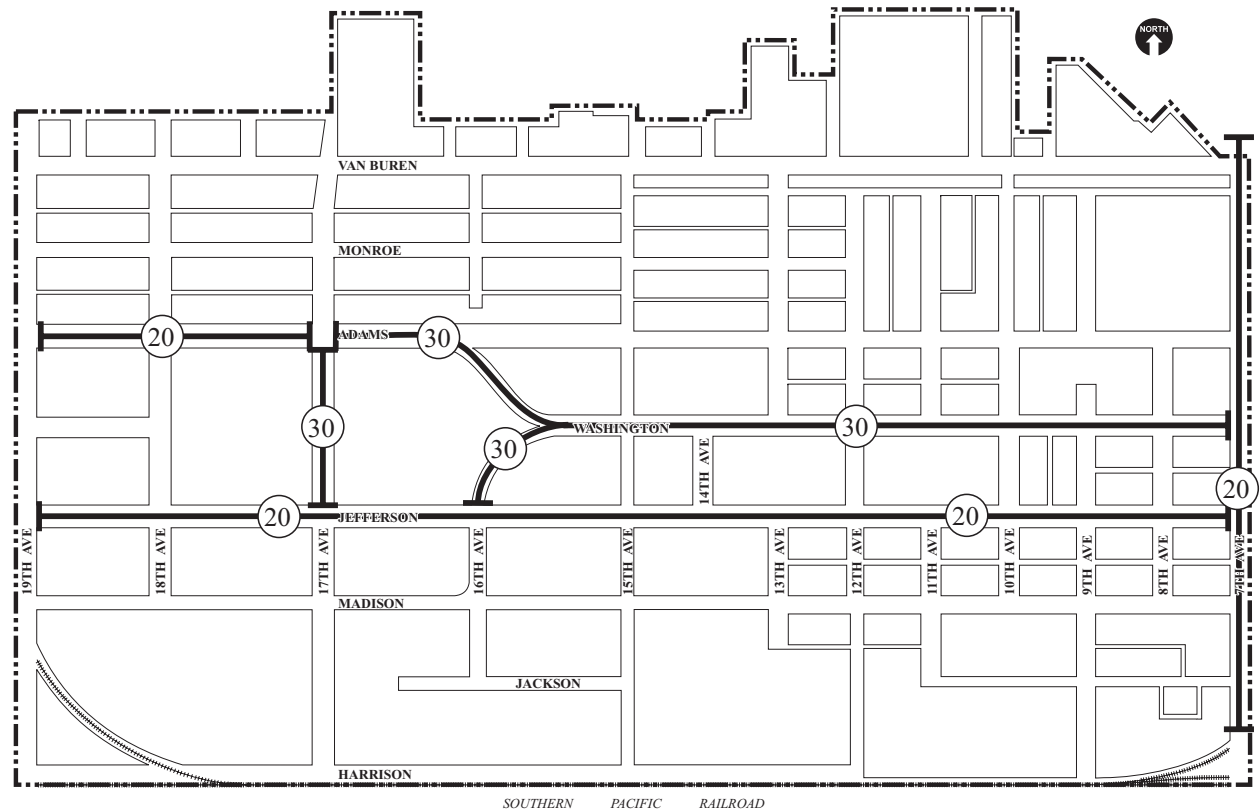 NORTH
VAN BUREN
MONROE
20
ADAMS
30
30
WASHINGTON
30
30
14TH AVE
20
20
JEFFERSON
20
19TH AVE
18TH AVE
17TH AVE
16TH AVE
15TH AVE
13TH AVE
12TH AVE
11TH AVE
10TH AVE
9TH AVE
8TH AVE
7TH AVE
MADISON
JACKSON
HARRISON
SOUTHERN PACIFIC RAILROAD